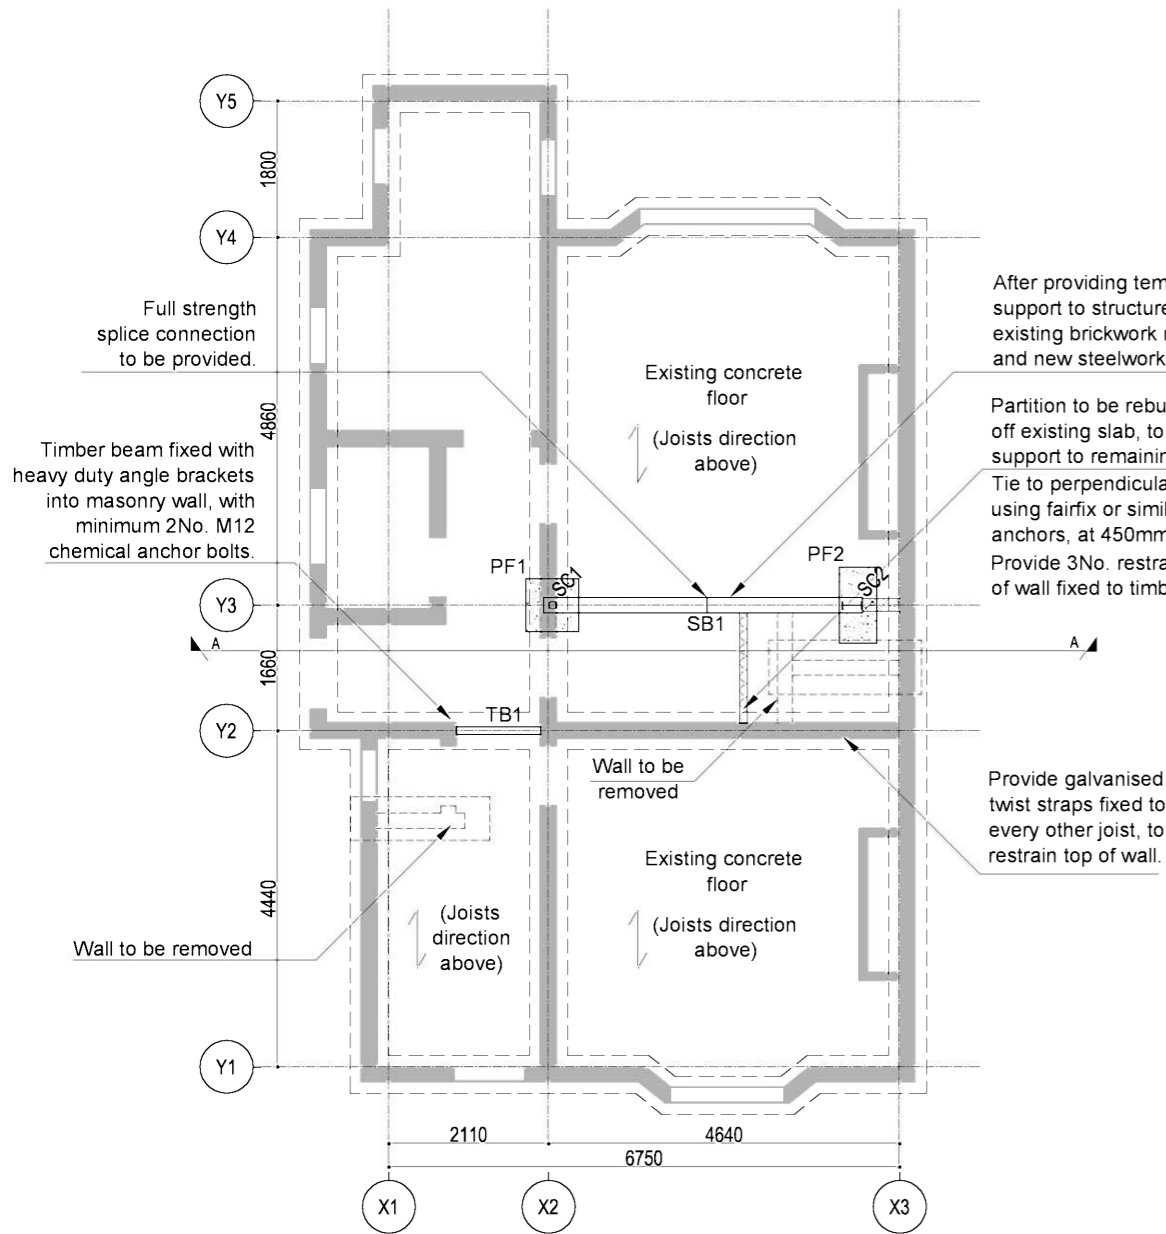 Y5
1800
Y4
Full strength
splice connection
to be provided.
4860
Timber beam fixed with
heavy duty angle brackets
into masonry wall, with
minimum 2No. M12
chemical anchor bolts.
Existing concrete
floor
(Joists direction
above)
After providing tem
support to structure
existing brickwork
and new steelwork
Partition to be rebu
off existing slab, to
support to remainin
Tie to perpendicula
using fairfix or simil
anchors, at 450mm
Provide 3No. restra
of wall fixed to timb
PF1
SC1
PF2
SC2
Y3
SB1
A
A
1660
TB1
Y2
Wall to be
removed
Provide galvanised
twist straps fixed to
every other joist, to
restrain top of wall.
Existing concrete
floor
(Joists direction
above)
4440
(Joists
direction
above)
Wall to be removed
Y1
2110
4640
6750
X1
X2
X3